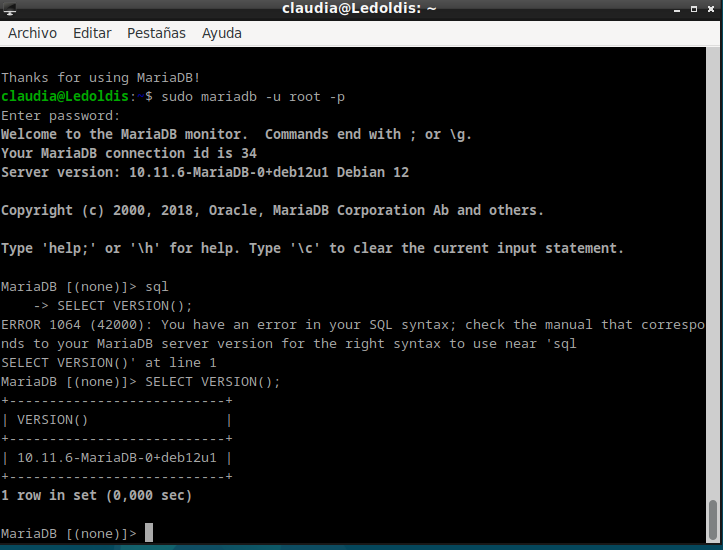 claudia@Ledoldis: ~
Archivo Editar Pestañas Ayuda
Thanks for using MariaDB!
claudia@Ledoldis:~$ sudo mariadb -u root -p
Enter password:
Welcome to the MariaDB monitor.  Commands end with ; or \g.
Your MariaDB connection id is 34
Server version: 10.11.6-MariaDB-0+deb12u1 Debian 12
Copyright (c) 2000, 2018, Oracle, MariaDB Corporation Ab and others.
Type 'help;' or '\h' for help. Type '\c' to clear the current input statement.
MariaDB [(none)]> sql
    -> SELECT VERSION();
ERROR 1064 (42000): You have an error in your SQL syntax; check the manual that correspo
nds to your MariaDB server version for the right syntax to use near 'sql
SELECT VERSION()' at line 1
MariaDB [(none)]> SELECT VERSION();
+---------------------------+
| VERSION()                 |
+---------------------------+
| 10.11.6-MariaDB-0+deb12u1 |
+---------------------------+
1 row in set (0,000 sec)
MariaDB [(none)]>